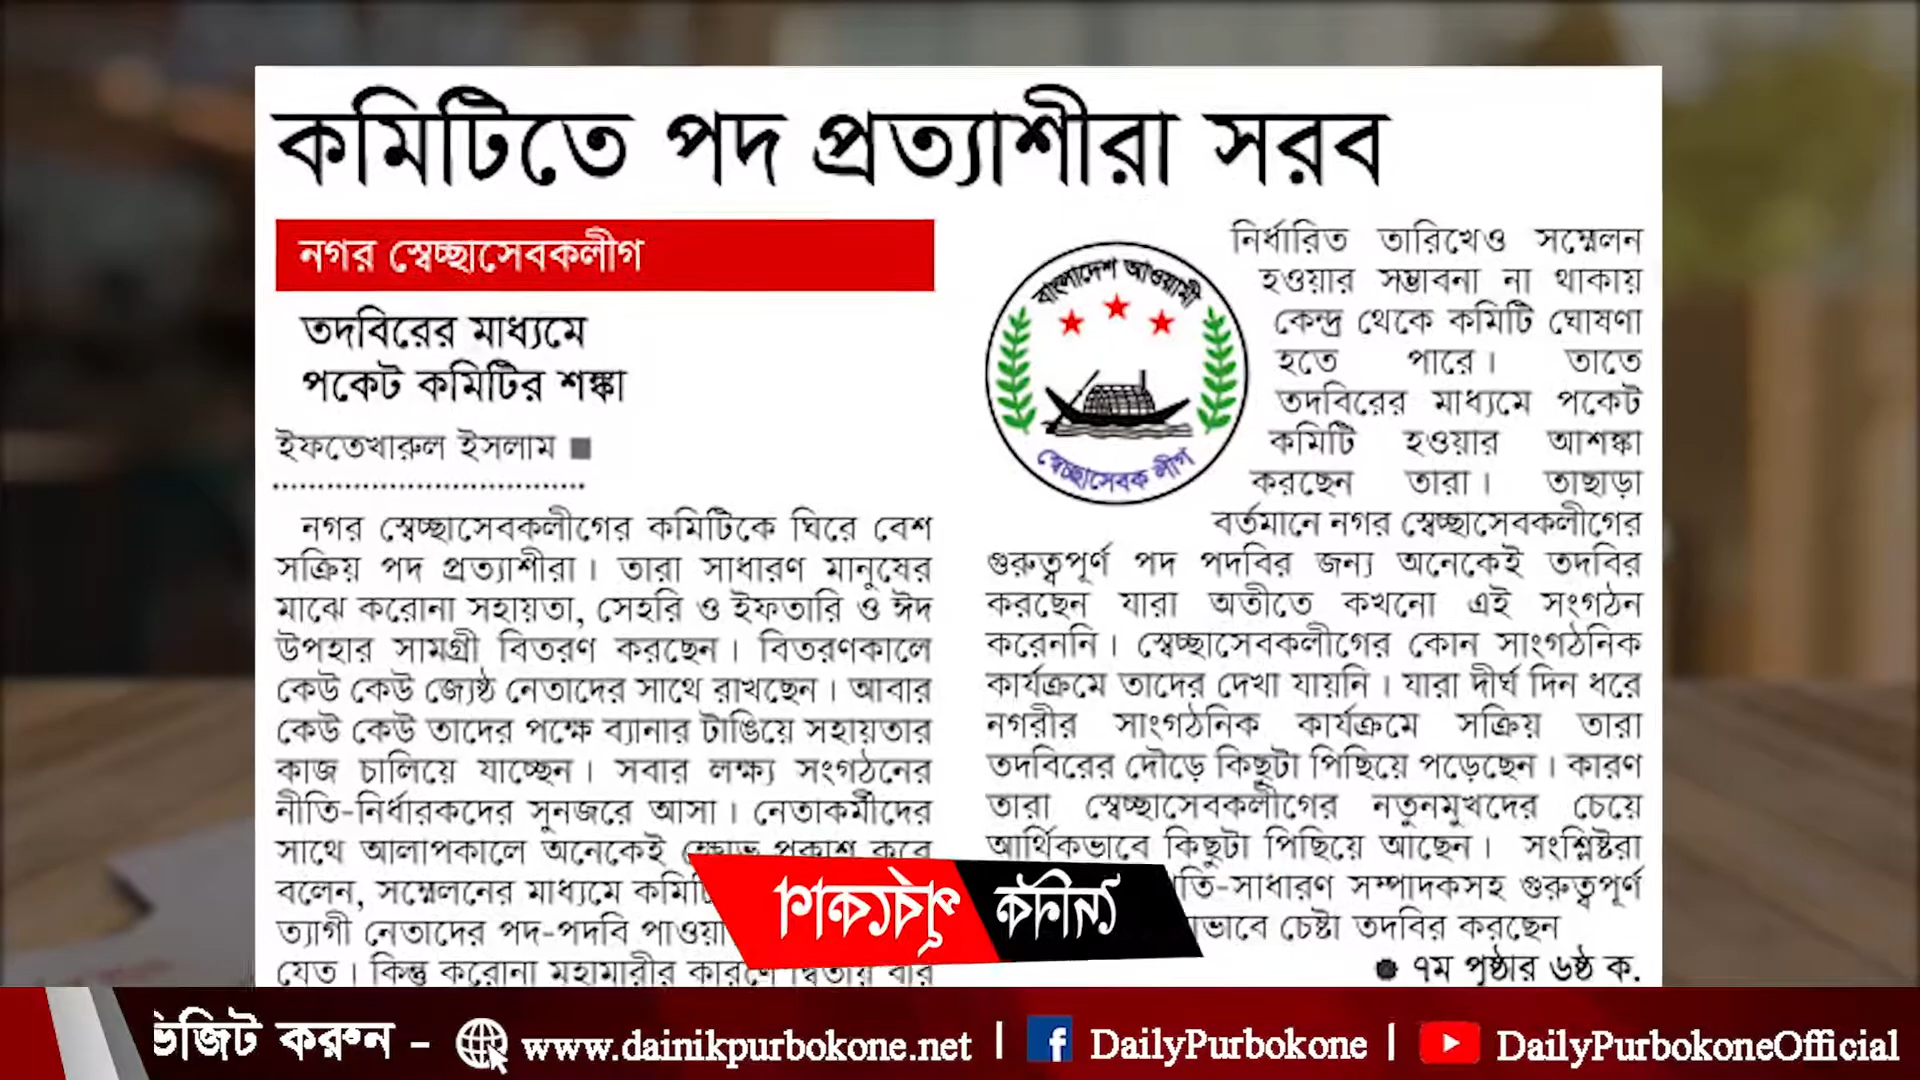 কমিটিতে পদ প্রত্যাশীরা সরব
নগর স্বেচ্ছাসেবকলীগ
তদবিরের মাধ্যমে
পকেট কমিটির শঙ্কা
ইফতেখারুল ইসলাম
নগর স্বেচ্ছাসেবকলীগের কমিটিকে ঘিরে বেশ
সক্রিয় পদ প্রত্যাশীরা। তারা সাধারণ মানুষের
মাঝে করোনা সহায়তা, সেহরি ও ইফতারি ও ঈদ
উপহার সামগ্রী বিতরণ করছেন। বিতরণকালে
কেউ কেউ জ্যেষ্ঠ নেতাদের সাথে রাখছেন। আবার
কেউ কেউ তাদের পক্ষে ব্যানার টাঙিয়ে সহায়তার
কাজ চালিয়ে যাচ্ছেন। সবার লক্ষ্য সংগঠনের
নীতি-নির্ধারকদের সুনজরে আসা। নেতাকর্মীদের
সাথে আলাপকালে অনেকেই ক্ষোভ প্রকাশ করে
বলেন, সম্মেলনের মাধ্যমে
ত্যাগী নেতাদের পদ-পদবি
যেত। কিন্তু করোনা মহামারীর কারণে দ্বিতীয় বার
বাংলাদেশ আওয়ামী
স্বেচ্ছাসেবক লীগ
নির্ধারিত তারিখেও সম্মেলন
হওয়ার সম্ভাবনা না থাকায়
কেন্দ্র থেকে কমিটি ঘোষণা
হতে পারে। তাতে
তদবিরের মাধ্যমে পকেট
কমিটি হওয়ার আশঙ্কা
করছেন তারা। তাছাড়া
বর্তমানে নগর স্বেচ্ছাসেবকলীগের
গুরুত্বপূর্ণ পদ পদবির জন্য অনেকেই তদবির
করছেন যারা অতীতে কখনো এই সংগঠন
করেননি। স্বেচ্ছাসেবকলীগের কোন সাংগঠনিক
কার্যক্রমে তাদের দেখা যায়নি। যারা দীর্ঘ দিন ধরে
নগরীর সাংগঠনিক কার্যক্রমে সক্রিয় তারা
তদবিরের দৌড়ে কিছুটা পিছিয়ে পড়েছেন। কারণ
তারা স্বেচ্ছাসেবকলীগের নতুনমুখদের চেয়ে
আর্থিকভাবে কিছুটা পিছিয়ে আছেন। সংশ্লিষ্টরা
-সাধারণ সম্পাদকসহ গুরুত্বপূর্ণ
চেষ্টা তদবির করছেন
৭ম পৃষ্ঠার ৬ষ্ঠ ক.
দৈনিক পূর্বকোণ
ভিজিট করুন - www.dainikpurbokone.net | DailyPurbokone | DailyPurbokoneOfficial